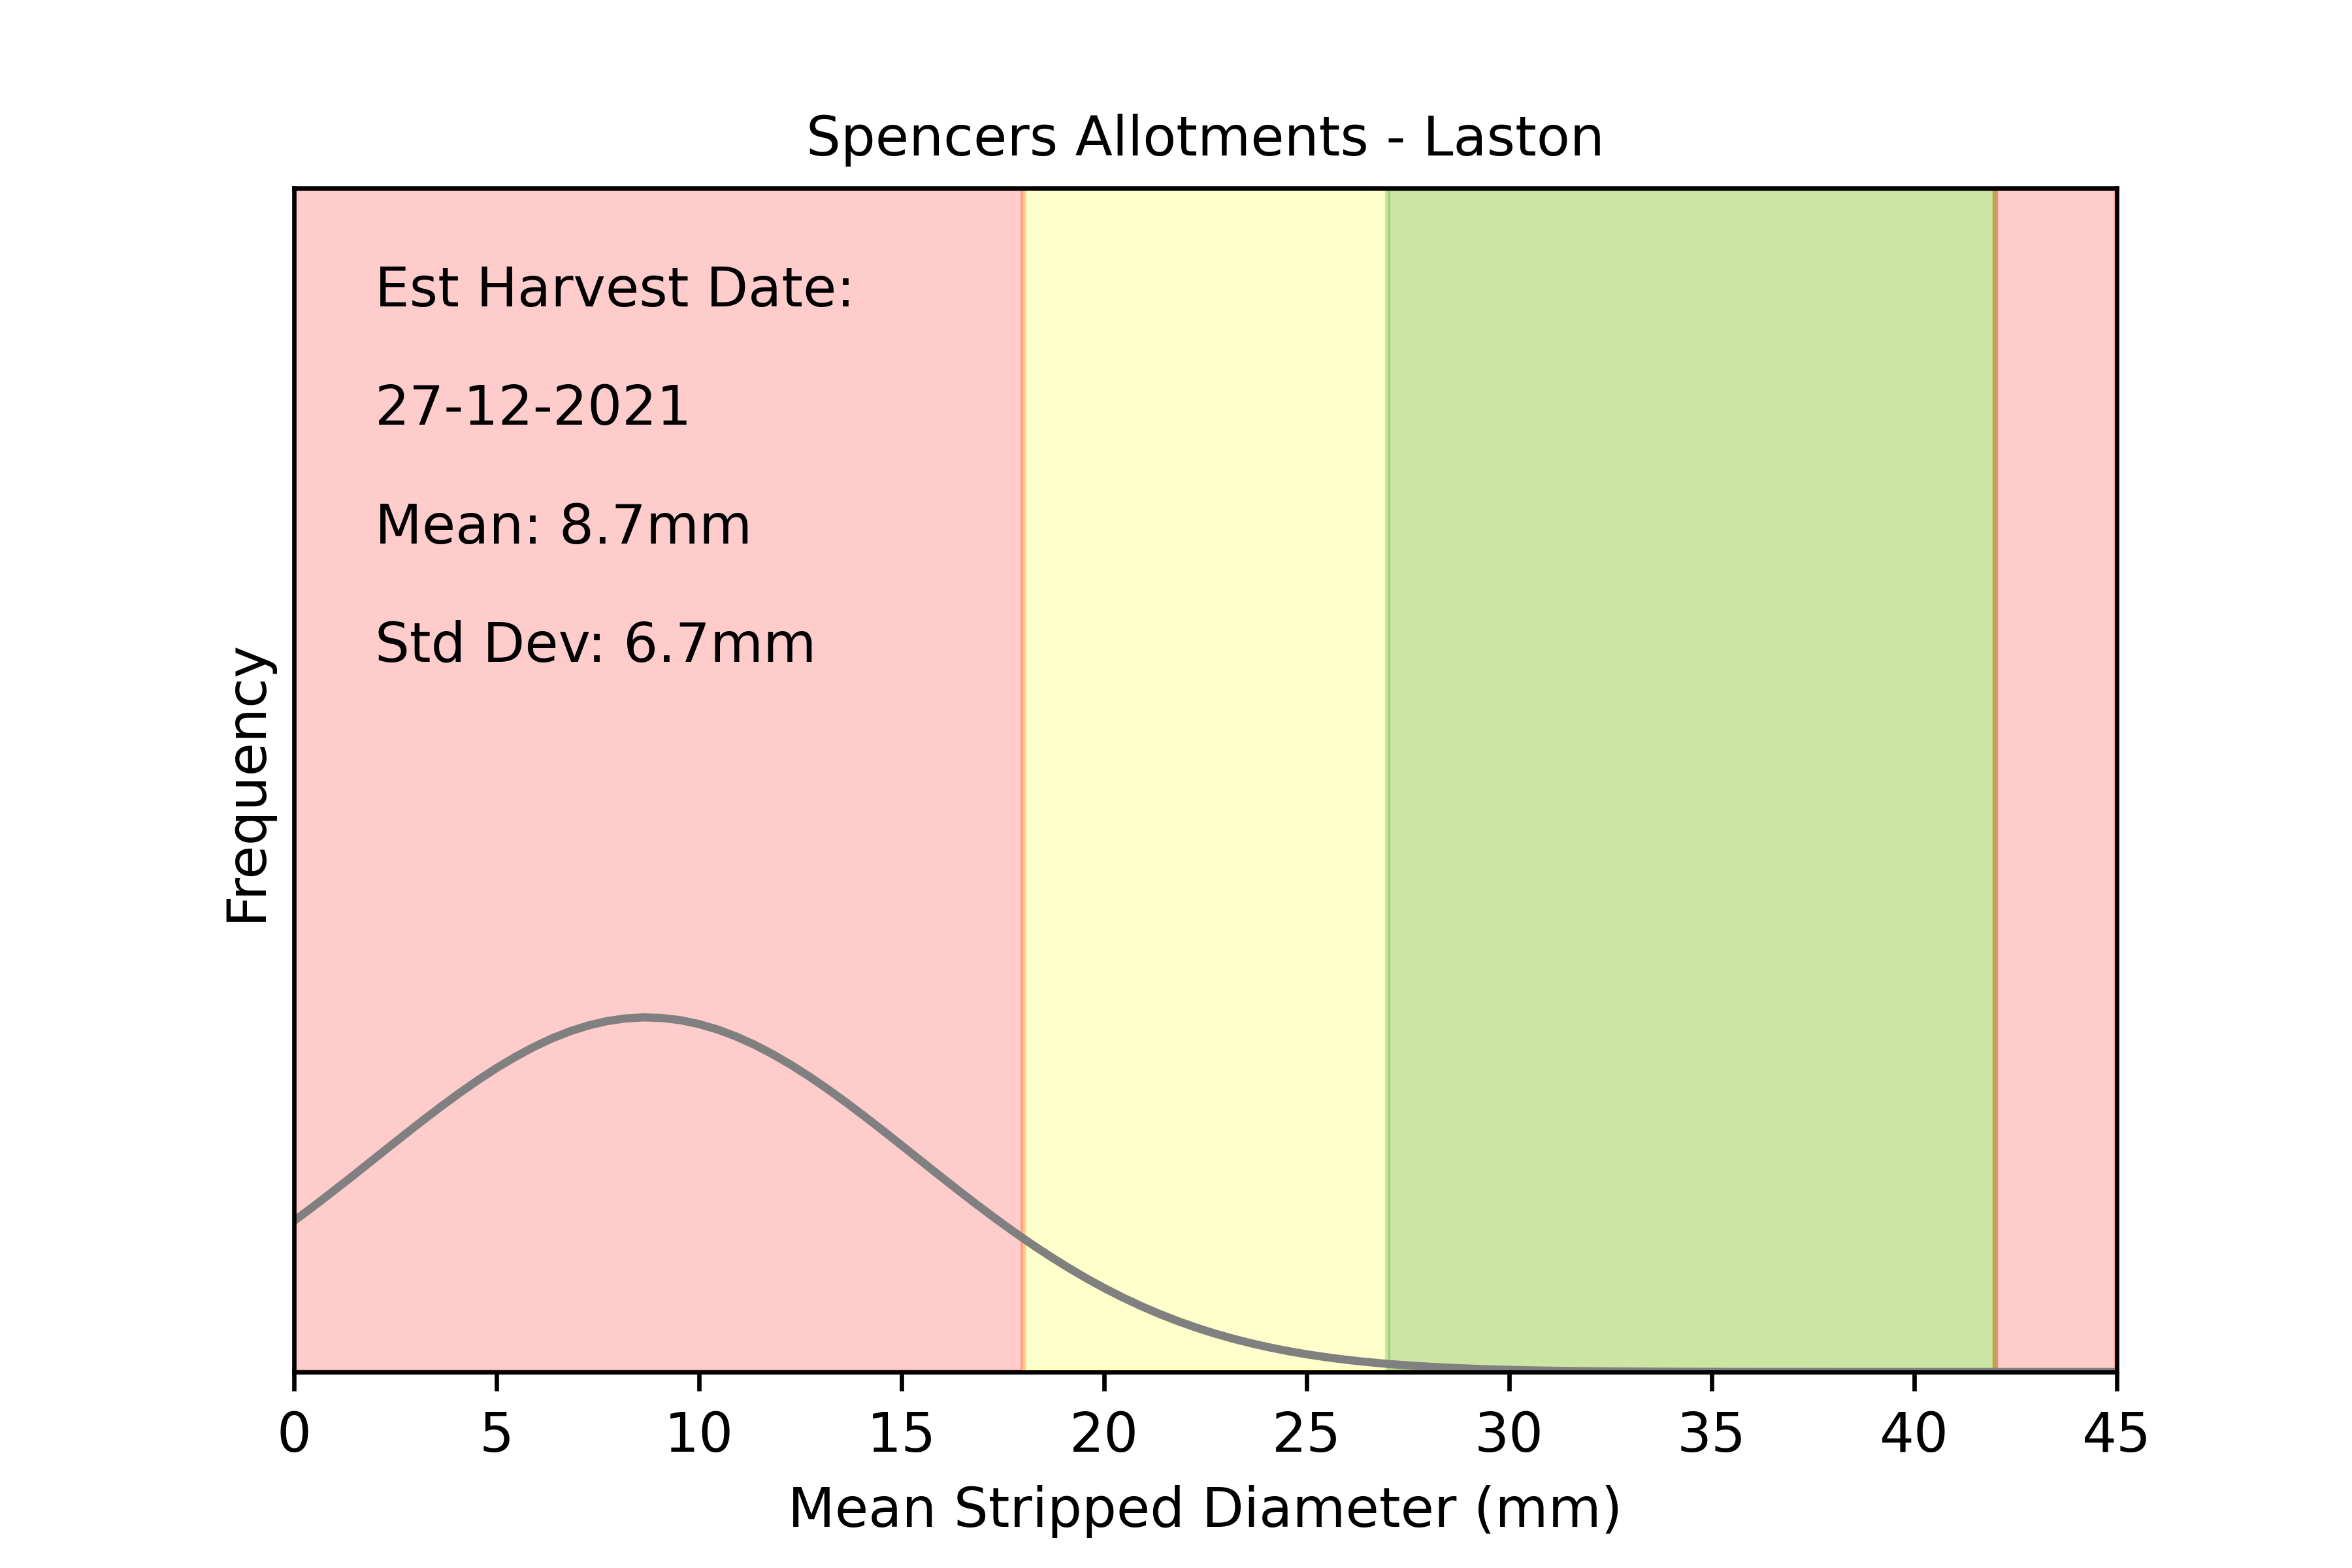 Spencers Allotments - Laston
Est Harvest Date:
27-12-2021
Mean: 8.7mm
Std Dev: 6.7mm
Frequency
0 5 10 15 20 25 30 35 40 45
Mean Stripped Diameter (mm)